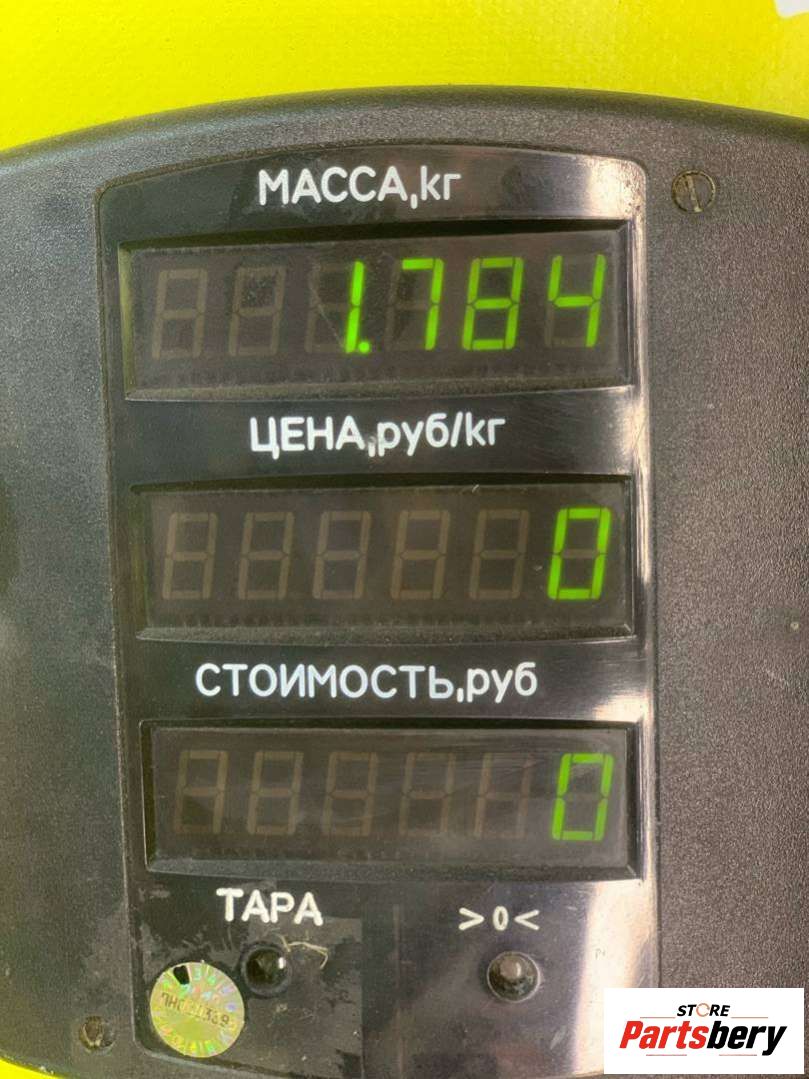 МАССА,кг
1.784
ЦЕНА,руб/кг
0
СТОИМОСТЬ,руб
0
ТАРА >0<
STORE
Partsbery